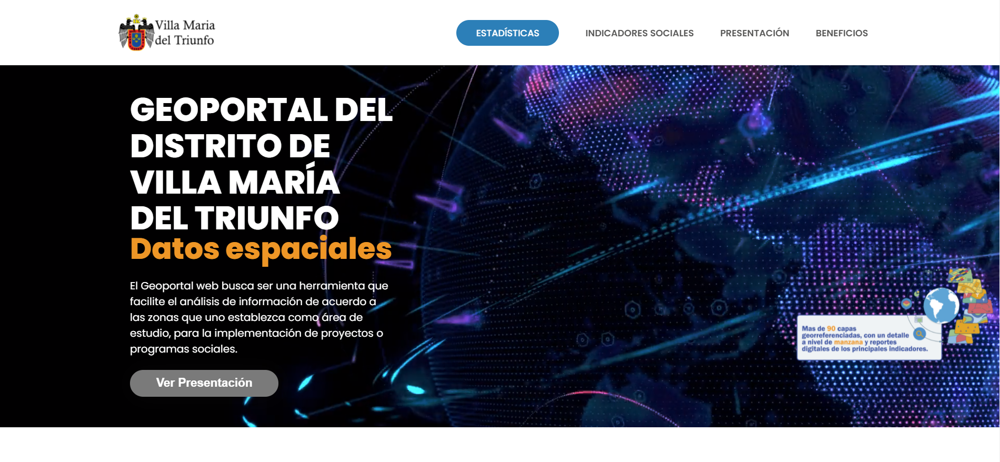 Villa Maria
del Triunfo
ESTADÍSTICAS
INDICADORES SOCIALES
PRESENTACIÓN
BENEFICIOS
GEOPORTAL DEL
DISTRITO DE
VILLA MARÍA
DEL TRIUNFO
Datos espaciales
El Geoportal web busca ser una herramienta que
facilite el análisis de información de acuerdo a
las zonas que uno establezca como área de
estudio, para la implementación de proyectos o
programas sociales.
Ver Presentación
Mas de 90 capas
georreferenciadas, con un detalle
a nivel de manzana y reportes
digitales de los principales indicadores.